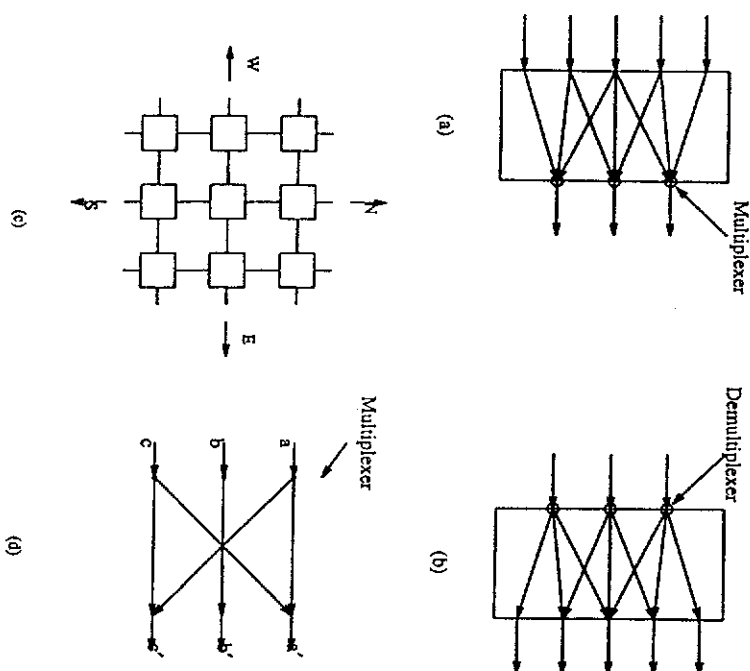 Multiplexer
(a)
Demultiplexer
(b)
N
W
E
S
(c)
Multiplexer
a
b
c
a'
b'
c'
(d)